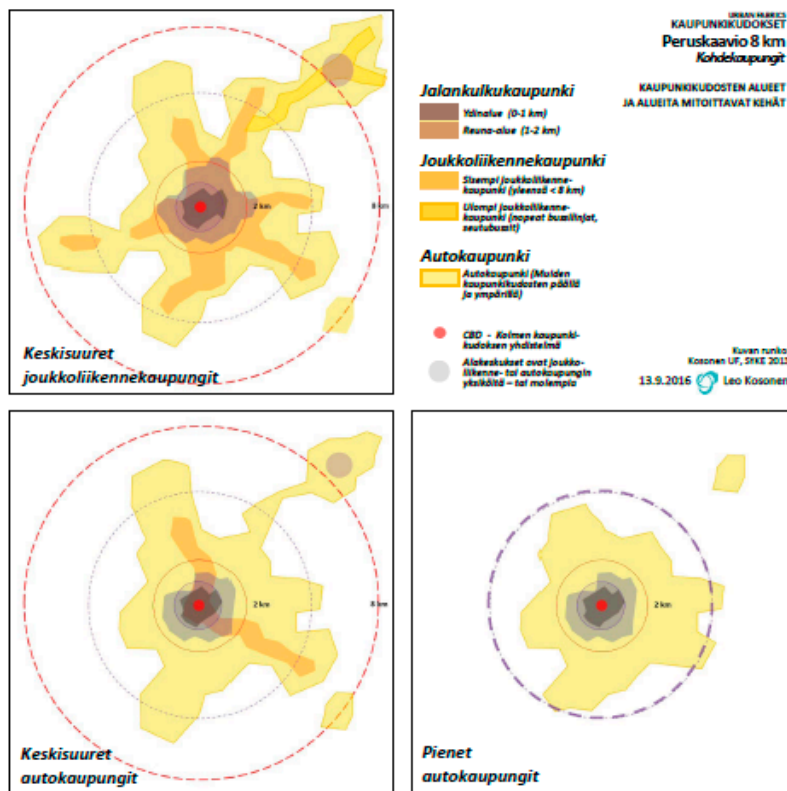 URBAN FABRICS
KAUPUNKIKUDOKSET
Peruskaavio 8 km
Kohdekaupungit
KAUPUNKIKUDOSTEN ALUEET
JA ALUEITA MITOITTAVAT KEHÄT
Jalankulkukaupunki
Ydinalue (0-1 km)
Reuna-alue (1-2 km)
Joukkoliikennekaupunki
Sisempi joukkoliikenne-
kaupunki (yleensä < 8 km)
Ulompi joukkoliikenne-
kaupunki (nopeat bussilinjat,
seutubussit)
Autokaupunki
Autokaupunki (Muiden
kaupunkikudosten päällä
ja ympärillä)
CBD - Kolmen kaupunki-
kudoksen yhdistelmä
Alakeskukset ovat joukko-
liikenne- tai autokaupungin
yksiköitä – tai molempia
Kuvan runko:
Kosonen UF, SYKE 2013
13.9.2016 Leo Kosonen
2 km
8 km
Keskisuuret
joukkoliikennekaupungit
2 km
8 km
Keskisuuret
autokaupungit
2 km
Pienet
autokaupungit